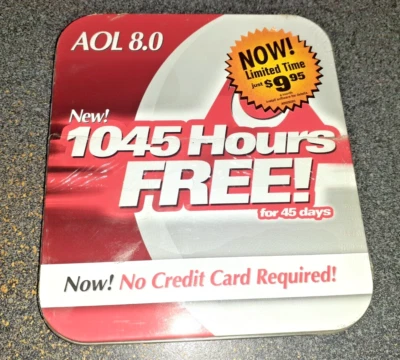 AOL 8.0
NOW!
Limited Time
Just $9.95
New!
1045 Hours
FREE!
for 45 days
Now! No Credit Card Required!